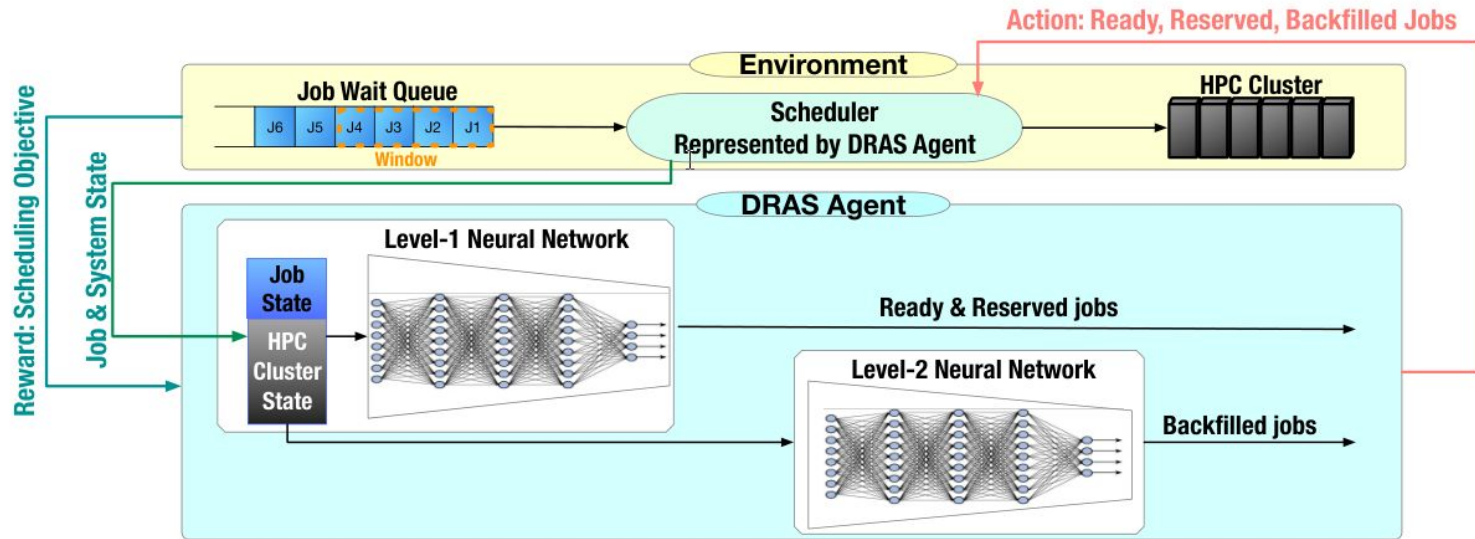 Action: Ready, Reserved, Backfilled Jobs
Environment
Job Wait Queue
HPC Cluster
J6 J5 J4 J3 J2 J1
Window
Scheduler
Represented by DRAS Agent
Reward: Scheduling Objective
Job & System State
DRAS Agent
Level-1 Neural Network
Job
State
HPC
Cluster
State
Ready & Reserved jobs
Level-2 Neural Network
Backfilled jobs